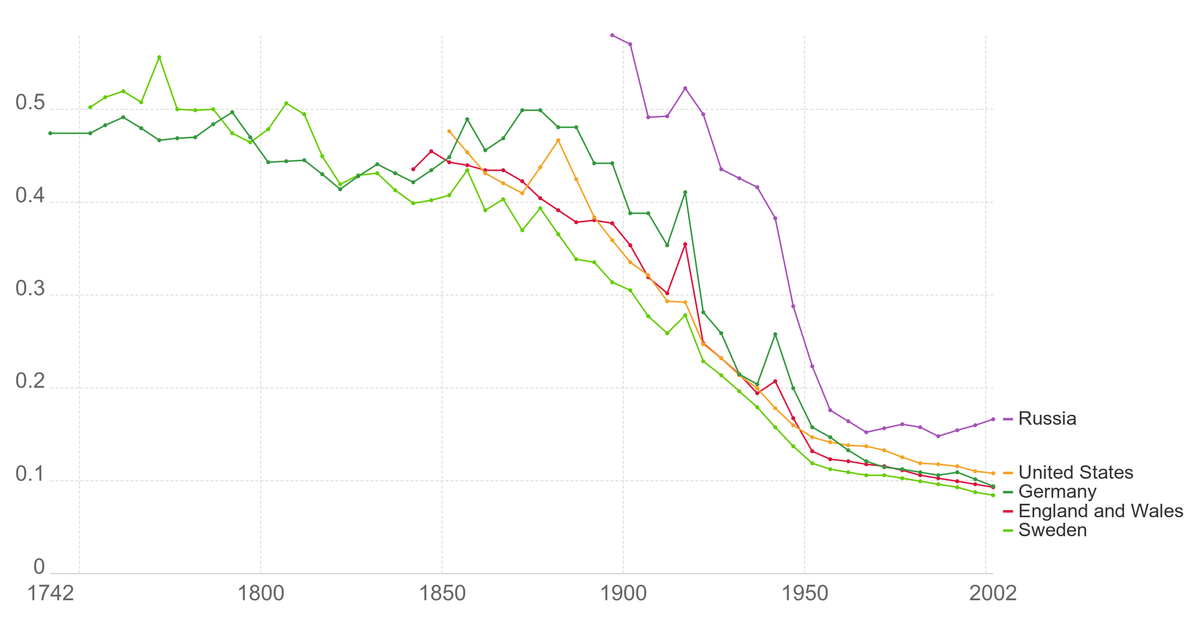 0.5
0.4
0.3
0.2
0.1
0
1742 1800 1850 1900 1950 2002
Russia
United States
Germany
England and Wales
Sweden